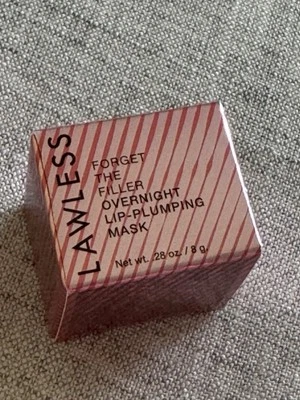 LAWLESS
FORGET
THE
FILLER
OVERNIGHT
LIP-PLUMPING
MASK
Net wt. .28 oz. / 8 g.